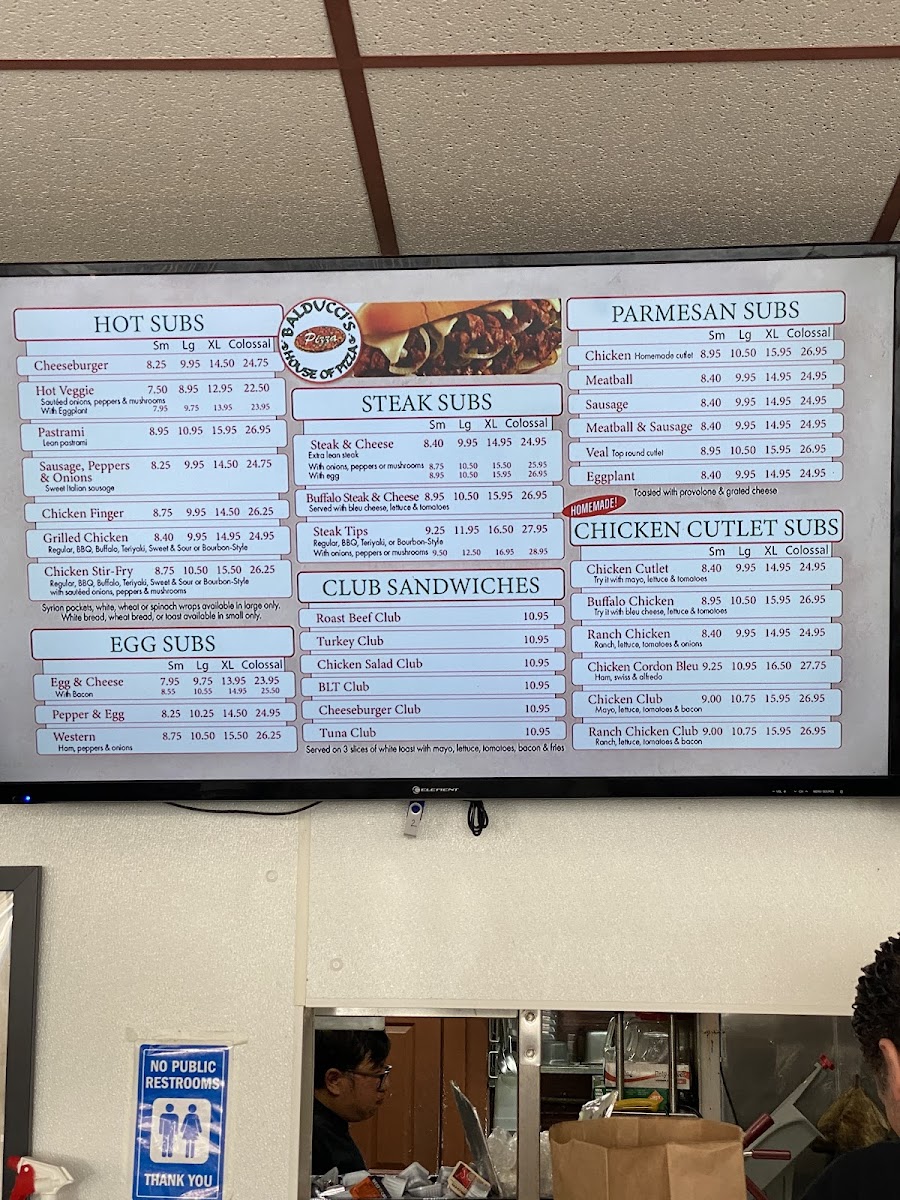 HOT SUBS
Sm Lg XL Colossal
Cheeseburger 8.25 9.95 14.50 24.75
Hot Veggie 7.50 8.95 12.95 22.50
Sautéed onions, peppers & mushrooms
With Eggplant 7.95 9.75 13.95 23.95
Pastrami 8.95 10.95 15.95 26.95
Lean pastrami
Sausage, Peppers 8.25 9.95 14.50 24.75
& Onions
Sweet Italian sausage
Chicken Finger 8.75 9.95 14.50 26.25
Grilled Chicken 8.40 9.95 14.95 24.95
Regular, BBQ, Buffalo, Teriyaki, Sweet & Sour or Bourbon-Style
Chicken Stir-Fry 8.75 10.50 15.50 26.25
Regular, BBQ, Buffalo, Teriyaki, Sweet & Sour or Bourbon-Style
with sautéed onions, peppers & mushrooms
Syrian pockets, white, wheat or spinach wraps available in large only.
White bread, wheat bread, or toast available in small only.
EGG SUBS
Sm Lg XL Colossal
Egg & Cheese 7.95 9.75 13.95 23.95
With Bacon 8.55 10.55 14.95 25.50
Pepper & Egg 8.25 10.25 14.50 24.95
Western 8.75 10.50 15.50 26.25
Ham, peppers & onions
BALDUCCI'S
Pizza
HOUSE OF PIZZA
STEAK SUBS
Sm Lg XL Colossal
Steak & Cheese 8.40 9.95 14.95 24.95
Extra lean steak
With onions, peppers or mushrooms 8.75 10.50 15.50 25.95
With egg 8.95 10.50 15.95 26.95
Buffalo Steak & Cheese 8.95 10.50 15.95 26.95
Served with bleu cheese, lettuce & tomatoes
Steak Tips 9.25 11.95 16.50 27.95
Regular, BBQ, Teriyaki, or Bourbon-Style
With onions, peppers or mushrooms 9.50 12.50 16.95 28.95
CLUB SANDWICHES
Roast Beef Club 10.95
Turkey Club 10.95
Chicken Salad Club 10.95
BLT Club 10.95
Cheeseburger Club 10.95
Tuna Club 10.95
Served on 3 slices of white toast with mayo, lettuce, tomatoes, bacon & fries
PARMESAN SUBS
Sm Lg XL Colossal
Chicken Homemade cutlet 8.95 10.50 15.95 26.95
Meatball 8.40 9.95 14.95 24.95
Sausage 8.40 9.95 14.95 24.95
Meatball & Sausage 8.40 9.95 14.95 24.95
Veal Top round cutlet 8.95 10.50 15.95 26.95
Eggplant 8.40 9.95 14.95 24.95
Toasted with provolone & grated cheese
HOMEMADE!
CHICKEN CUTLET SUBS
Sm Lg XL Colossal
Chicken Cutlet 8.40 9.95 14.95 24.95
Try it with mayo, lettuce & tomatoes
Buffalo Chicken 8.95 10.50 15.95 26.95
Try it with bleu cheese, lettuce & tomatoes
Ranch Chicken 8.40 9.95 14.95 24.95
Ranch, lettuce, tomatoes & onions
Chicken Cordon Bleu 9.25 10.95 16.50 27.75
Ham, swiss & alfredo
Chicken Club 9.00 10.75 15.95 26.95
Mayo, lettuce, tomatoes & bacon
Ranch Chicken Club 9.00 10.75 15.95 26.95
Ranch, lettuce, tomatoes & bacon
ELEMENT
NO PUBLIC
RESTROOMS
THANK YOU